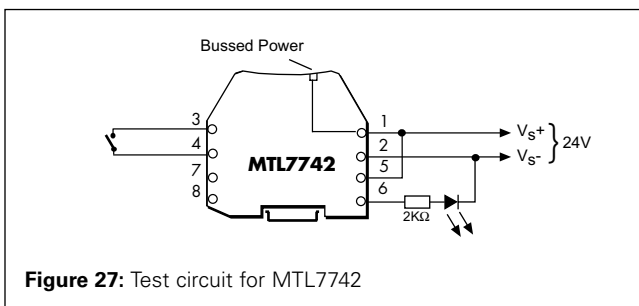 Bussed Power
3
4
7
8
MTL7742
1
2
5
6
Vs+
Vs-
24V
2KΩ
Figure 27: Test circuit for MTL7742